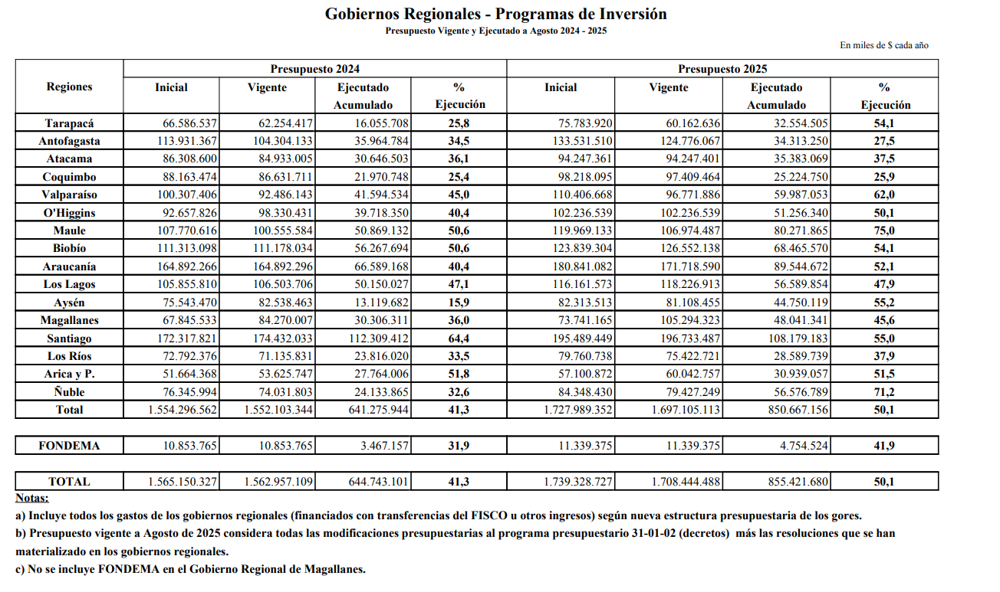 Gobiernos Regionales - Programas de Inversión
Presupuesto Vigente y Ejecutado a Agosto 2024 - 2025
En miles de $ cada año
Regiones Presupuesto 2024 Presupuesto 2025
Inicial Vigente Ejecutado Acumulado % Ejecución Inicial Vigente Ejecutado Acumulado % Ejecución
Tarapacá 66.586.537 62.254.417 16.055.708 25,8 75.783.920 60.162.636 32.554.505 54,1
Antofagasta 113.931.367 104.304.133 35.964.784 34,5 133.531.510 124.776.067 34.313.250 27,5
Atacama 86.308.600 84.933.005 30.646.503 36,1 94.247.361 94.247.401 35.383.069 37,5
Coquimbo 88.163.474 86.631.711 21.970.748 25,4 98.218.095 97.409.464 25.224.750 25,9
Valparaíso 100.307.406 92.486.143 41.594.534 45,0 110.406.668 96.771.886 59.987.053 62,0
O'Higgins 92.657.826 98.330.431 39.718.350 40,4 102.236.539 102.236.539 51.256.340 50,1
Maule 107.770.616 100.555.584 50.869.132 50,6 119.969.133 106.974.487 80.271.865 75,0
Biobío 111.313.098 111.178.034 56.267.694 50,6 123.839.304 126.552.138 68.465.570 54,1
Araucanía 164.892.266 164.892.296 66.589.168 40,4 180.841.082 171.718.590 89.544.672 52,1
Los Lagos 105.855.810 106.503.706 50.150.027 47,1 116.161.573 118.226.913 56.589.854 47,9
Aysén 75.543.470 82.538.463 13.119.682 15,9 82.313.513 81.108.455 44.750.119 55,2
Magallanes 67.845.533 84.270.007 30.306.311 36,0 73.741.165 105.294.323 48.041.341 45,6
Santiago 172.317.821 174.432.033 112.309.412 64,4 195.489.449 196.733.487 108.179.183 55,0
Los Ríos 72.792.376 71.135.831 23.816.020 33,5 79.760.738 75.422.721 28.589.739 37,9
Arica y P. 51.664.368 53.625.747 27.764.006 51,8 57.100.872 60.042.757 30.939.057 51,5
Ñuble 76.345.994 74.031.803 24.133.865 32,6 84.348.430 79.427.249 56.576.789 71,2
Total 1.554.296.562 1.552.103.344 641.275.944 41,3 1.727.989.352 1.697.105.113 850.667.156 50,1
FONDEMA 10.853.765 10.853.765 3.467.157 31,9 11.339.375 11.339.375 4.754.524 41,9
TOTAL 1.565.150.327 1.562.957.109 644.743.101 41,3 1.739.328.727 1.708.444.488 855.421.680 50,1
Notas:
a) Incluye todos los gastos de los gobiernos regionales (financiados con transferencias del FISCO u otros ingresos) según nueva estructura presupuestaria de los gores.
b) Presupuesto vigente a Agosto de 2025 considera todas las modificaciones presupuestarias al programa presupuestario 31-01-02 (decretos) más las resoluciones que se han
materializado en los gobiernos regionales.
c) No se incluye FONDEMA en el Gobierno Regional de Magallanes.